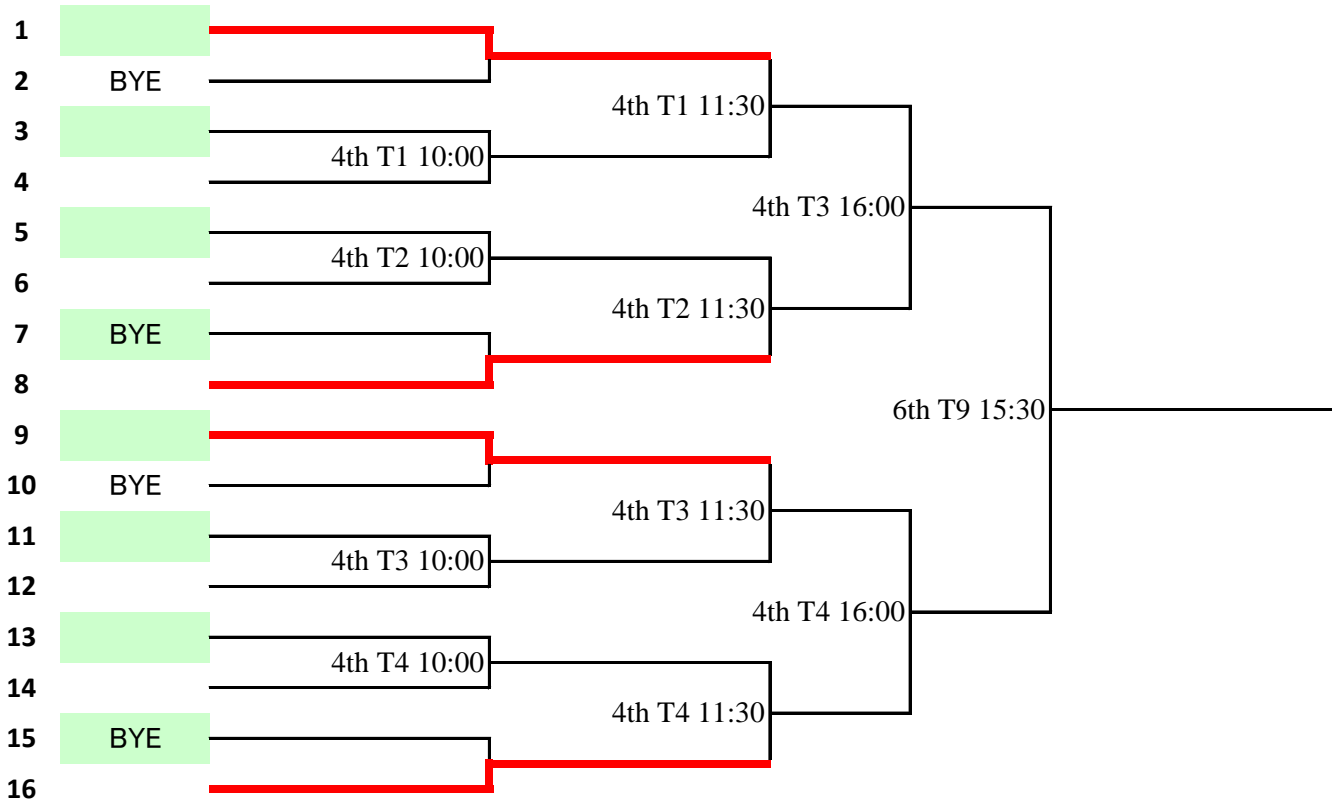 1
2 BYE
4th T1 11:30
3
4th T1 10:00
4
4th T3 16:00
5
4th T2 10:00
6
4th T2 11:30
7 BYE
8
6th T9 15:30
9
10 BYE
4th T3 11:30
11
4th T3 10:00
12
4th T4 16:00
13
4th T4 10:00
14
4th T4 11:30
15 BYE
16